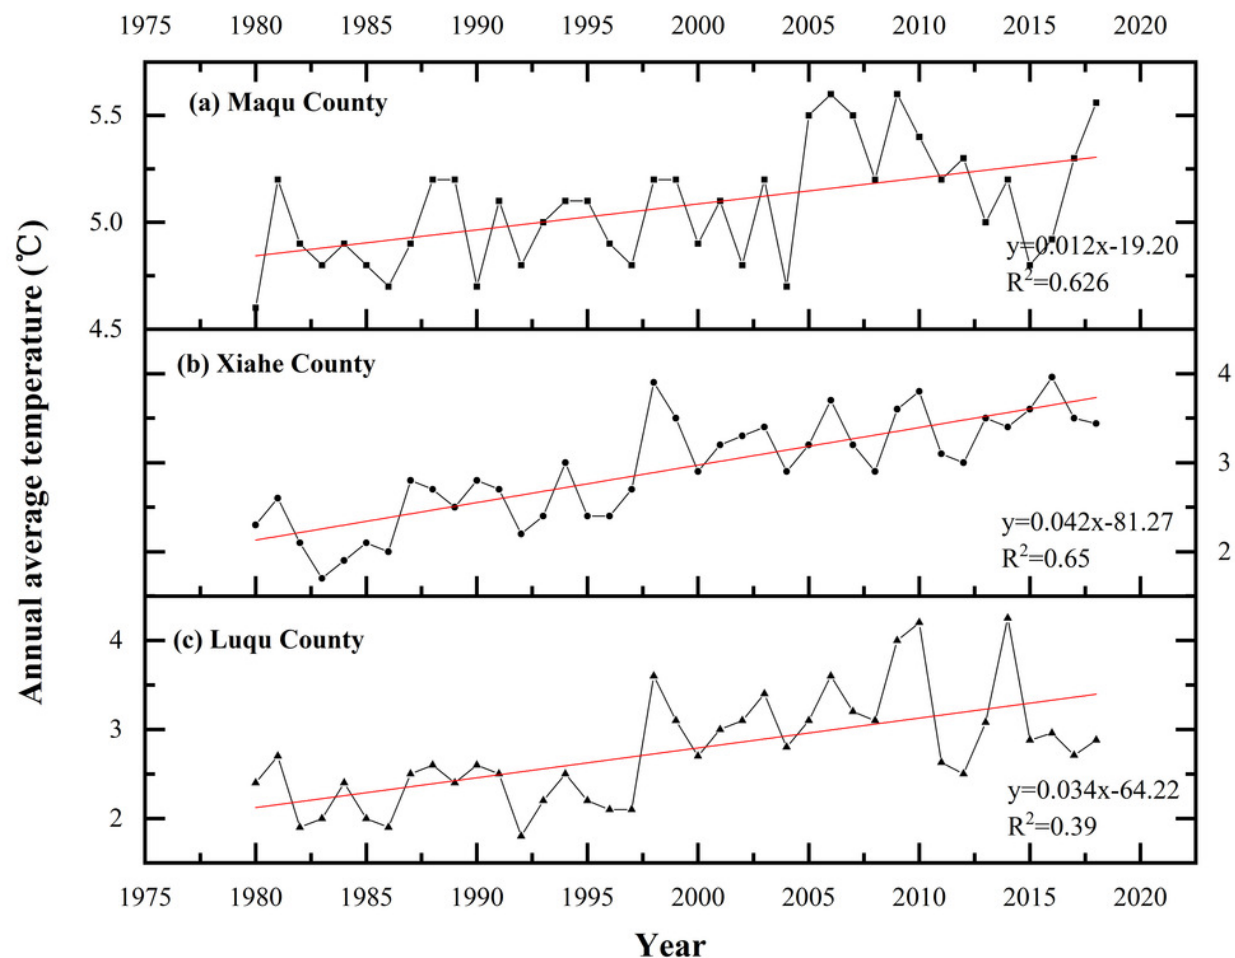 1975 1980 1985 1990 1995 2000 2005 2010 2015 2020
(a) Maqu County
5.5
5.0
4.5
y=0.012x-19.20
R²=0.626
(b) Xiahe County
4
3
2
y=0.042x-81.27
R²=0.65
(c) Luqu County
4
3
2
y=0.034x-64.22
R²=0.39
Annual average temperature (℃)
1975 1980 1985 1990 1995 2000 2005 2010 2015 2020
Year